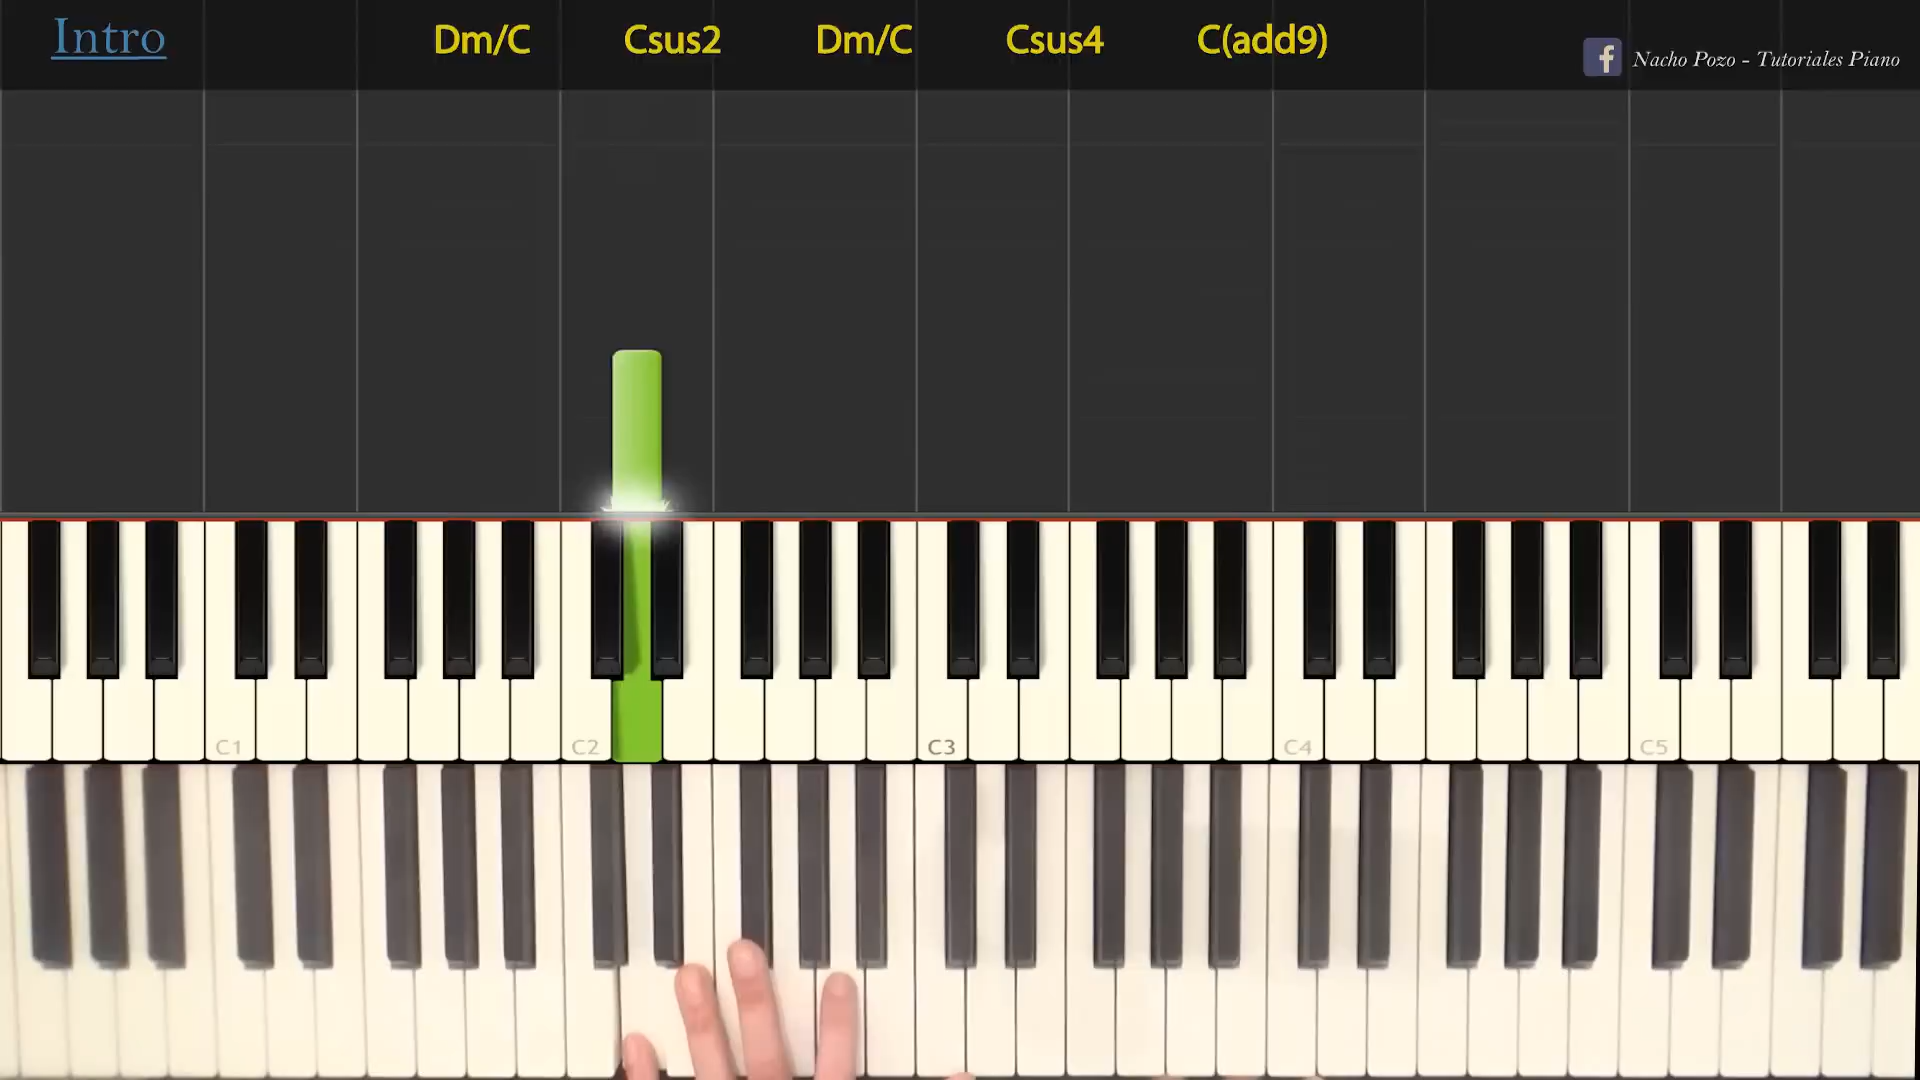 Intro
Dm/C Csus2 Dm/C Csus4 C(add9)
f Nacho Pozo - Tutoriales Piano
C1 C2 C3 C4 C5